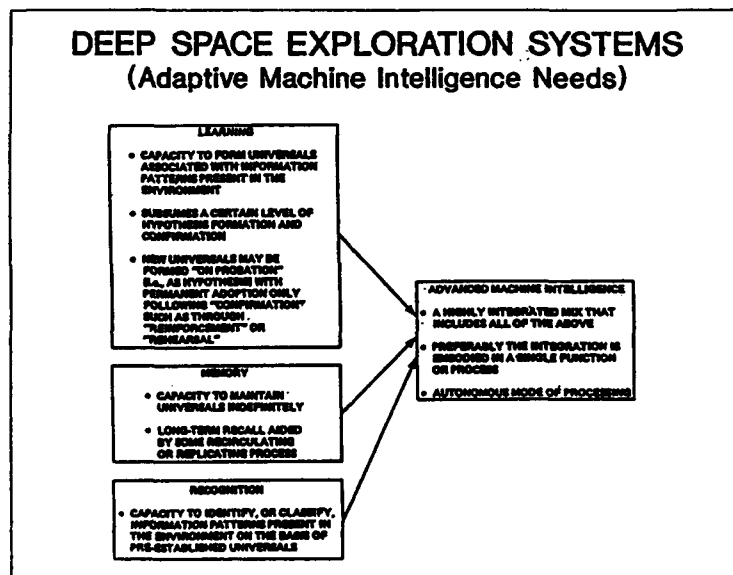 DEEP SPACE EXPLORATION SYSTEMS
(Adaptive Machine Intelligence Needs)
LEARNING
• CAPACITY TO FORM UNIVERSALS
ASSOCIATED WITH INFORMATION
PATTERNS PRESENT IN THE
ENVIRONMENT
• SUBSUMES A CERTAIN LEVEL OF
HYPOTHESIS FORMATION AND
CONFIRMATION
• NEW UNIVERSALS MAY BE
FORMED "ON PROBATION"
(i.e., AS HYPOTHESIS) WITH
PERMANENT ADOPTION ONLY
FOLLOWING "CONFIRMATION"
SUCH AS THROUGH
"REINFORCEMENT" OR
"REHEARSAL"
MEMORY
• CAPACITY TO MAINTAIN
UNIVERSALS INDEFINITELY
• LONG-TERM RECALL AIDED
BY SOME RECIRCULATING
OR REPLICATING PROCESS
RECOGNITION
• CAPACITY TO IDENTIFY, OR CLASSIFY,
INFORMATION PATTERNS PRESENT IN
THE ENVIRONMENT ON THE BASIS OF
PRE-ESTABLISHED UNIVERSALS
ADVANCED MACHINE INTELLIGENCE
• A HIGHLY INTEGRATED MIX THAT
INCLUDES ALL OF THE ABOVE
• PREFERABLY THE INTEGRATION IS
EMBODIED IN A SINGLE FUNCTION
OR PROCESS
• AUTONOMOUS MODE OF PROCESSING